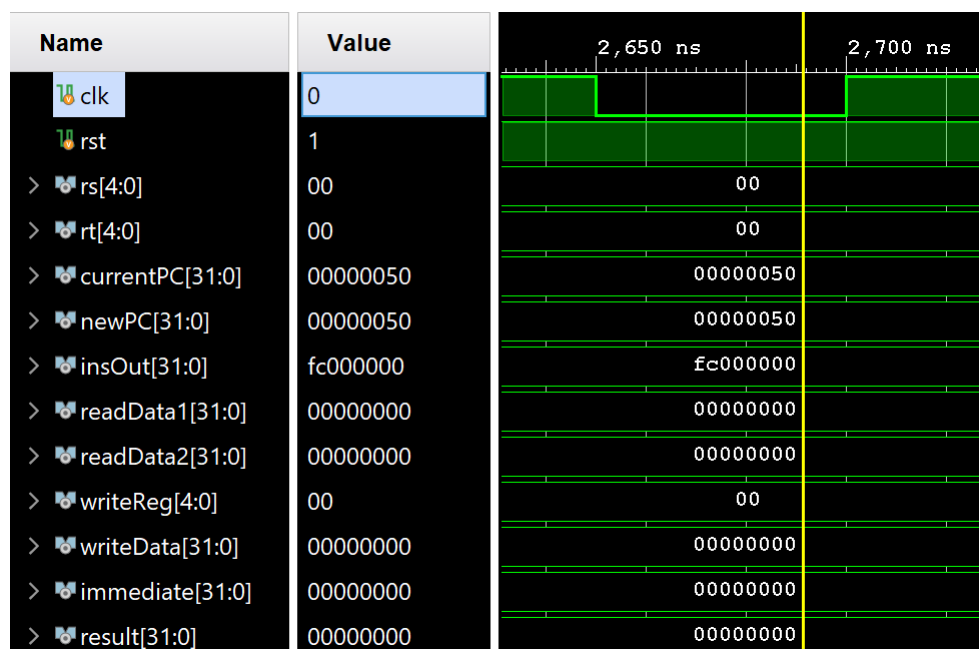 Name Value 2,650 ns 2,700 ns
clk 0
rst 1
rs[4:0] 00 00
rt[4:0] 00 00
currentPC[31:0] 00000050 00000050
newPC[31:0] 00000050 00000050
insOut[31:0] fc000000 fc000000
readData1[31:0] 00000000 00000000
readData2[31:0] 00000000 00000000
writeReg[4:0] 00 00
writeData[31:0] 00000000 00000000
immediate[31:0] 00000000 00000000
result[31:0] 00000000 00000000